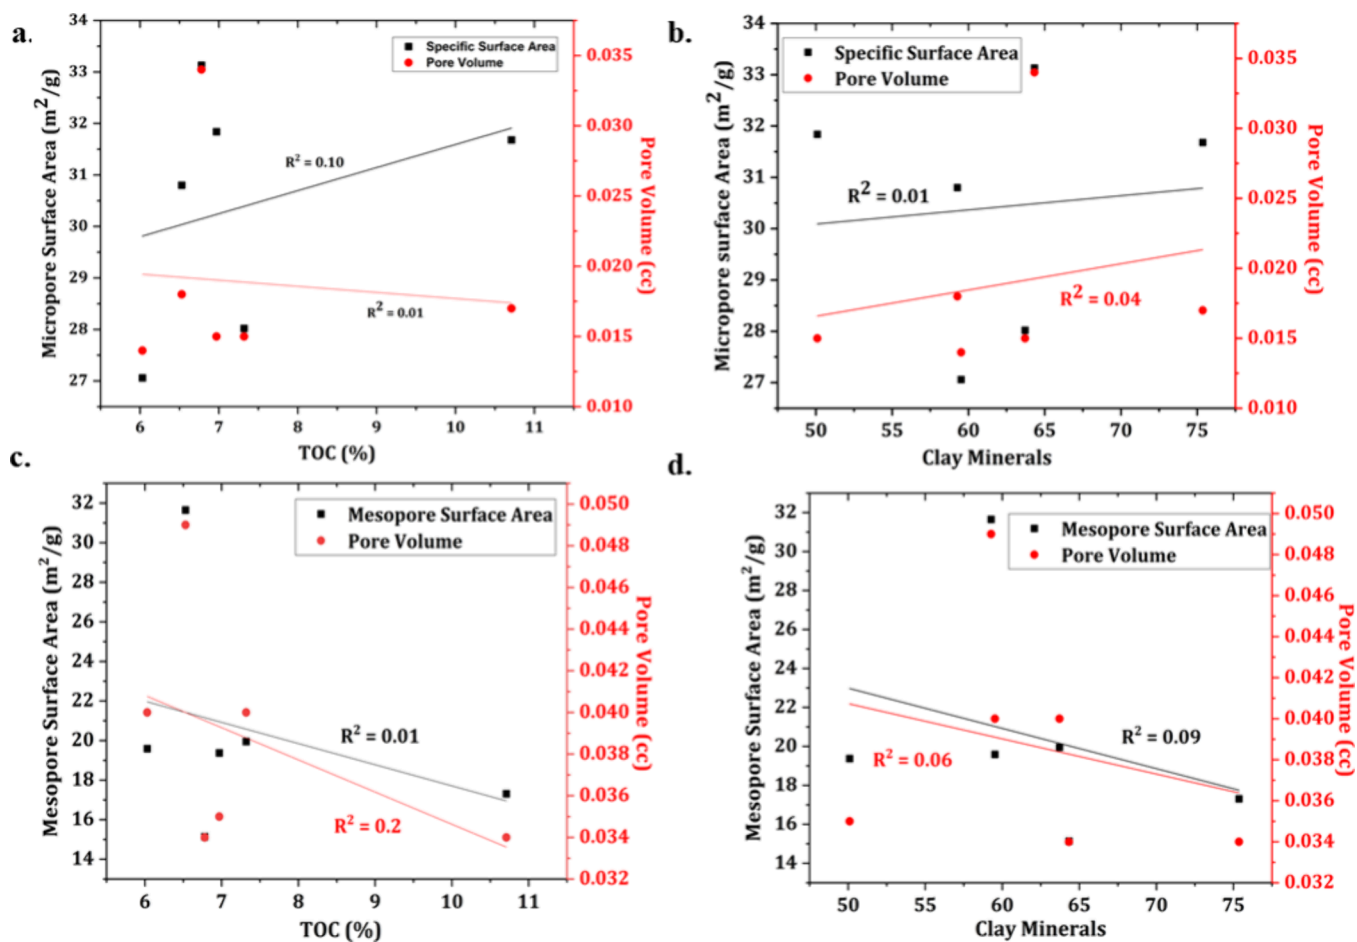 a.
Specific Surface Area
Pore Volume
34
33
32
31
30
29
28
27
Micropore Surface Area (m²/g)
R² = 0.10
R² = 0.01
0.035
0.030
0.025
0.020
0.015
0.010
Pore Volume (cc)
6 7 8 9 10 11
TOC (%)
b.
Specific Surface Area
Pore Volume
34
33
32
31
30
29
28
27
Micropore surface Area (m²/g)
R² = 0.01
R² = 0.04
0.035
0.030
0.025
0.020
0.015
0.010
Pore Volume (cc)
50 55 60 65 70 75
Clay Minerals
c.
Mesopore Surface Area
Pore Volume
32
30
28
26
24
22
20
18
16
14
Mesopore Surface Area (m²/g)
R² = 0.01
R² = 0.2
0.050
0.048
0.046
0.044
0.042
0.040
0.038
0.036
0.034
0.032
Pore Volume (cc)
6 7 8 9 10 11
TOC (%)
d.
Mesopore Surface Area
Pore Volume
32
30
28
26
24
22
20
18
16
14
Mesopore Surface Area (m²/g)
R² = 0.09
R² = 0.06
0.050
0.048
0.046
0.044
0.042
0.040
0.038
0.036
0.034
0.032
Pore Volume (cc)
50 55 60 65 70 75
Clay Minerals